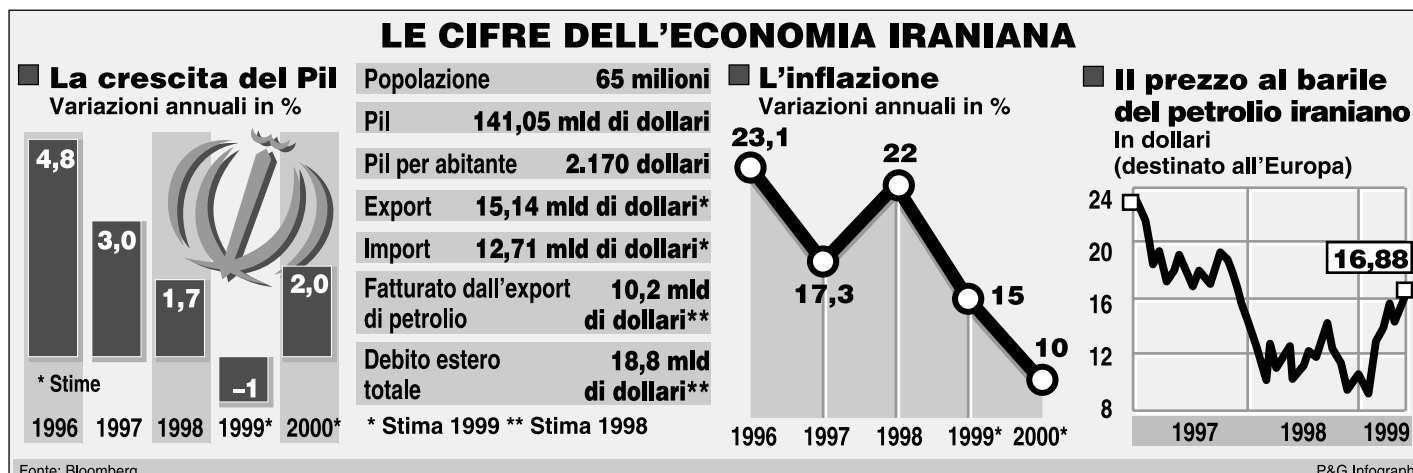 LE CIFRE DELL'ECONOMIA IRANIANA
La crescita del Pil
Variazioni annuali in %
4,8
3,0
1,7
–1
2,0
* Stime
1996 1997 1998 1999* 2000*
Popolazione 65 milioni
Pil 141,05 mld di dollari
Pil per abitante 2.170 dollari
Export 15,14 mld di dollari*
Import 12,71 mld di dollari*
Fatturato dall'export 10,2 mld
di petrolio di dollari**
Debito estero 18,8 mld
totale di dollari**
* Stima 1999 ** Stima 1998
L'inflazione
Variazioni annuali in %
23,1
17,3
22
15
10
1996 1997 1998 1999* 2000*
Il prezzo al barile
del petrolio iraniano
In dollari
(destinato all'Europa)
24
20
16
12
8
16,88
1997 1998 1999
Fonte: Bloomberg
P&G Infograph